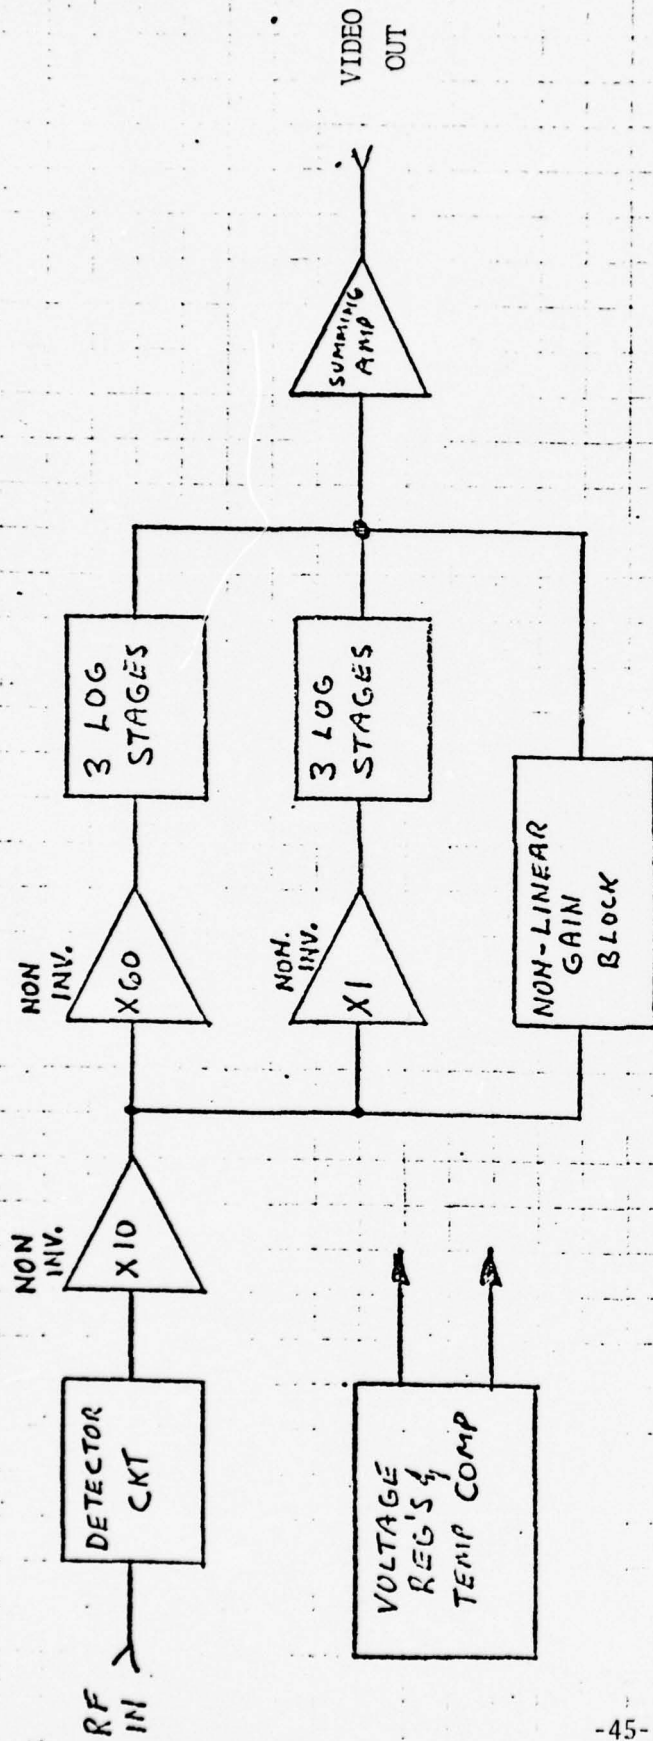 RF
IN
DETECTOR
CKT
NON
INV.
X10
NON
INV.
X60
3 LOG
STAGES
NON.
INV.
X1
3 LOG
STAGES
NON-LINEAR
GAIN
BLOCK
SUMMING
AMP
VIDEO
OUT
VOLTAGE
REG'S &
TEMP COMP
-45-